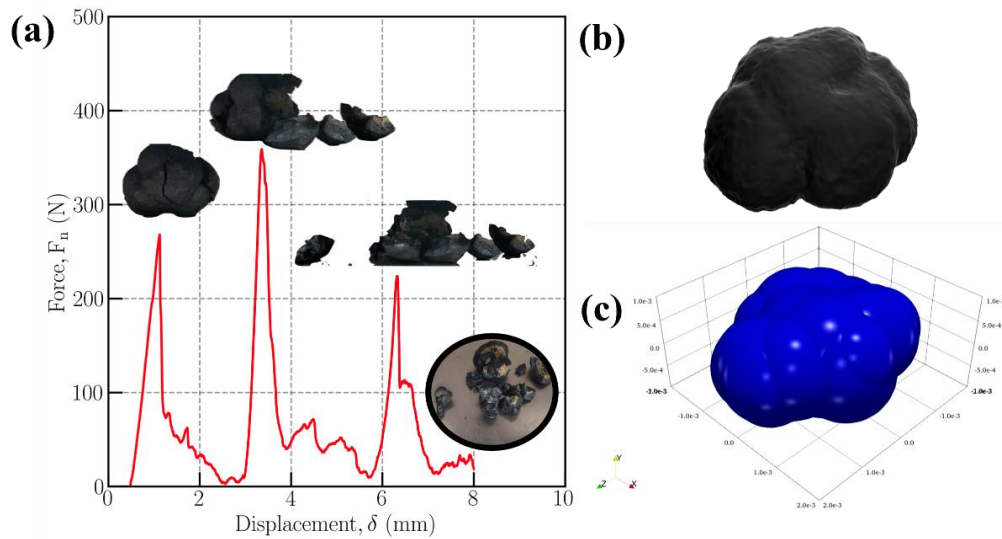 (a)
500
400
300
200
100
0
Force, Fₙ (N)
0 2 4 6 8 10
Displacement, δ (mm)
(b)
(c)
1.0e-3
5.0e-4
0.0
-5.0e-4
-1.0e-3
-1.0e-3
0.0
1.0e-3
2.0e-3
2.0e-3
1.0e-3
0.0
-1.0e-3
-1.0e-3
-5.0e-4
0.0
5.0e-4
Y
Z
X